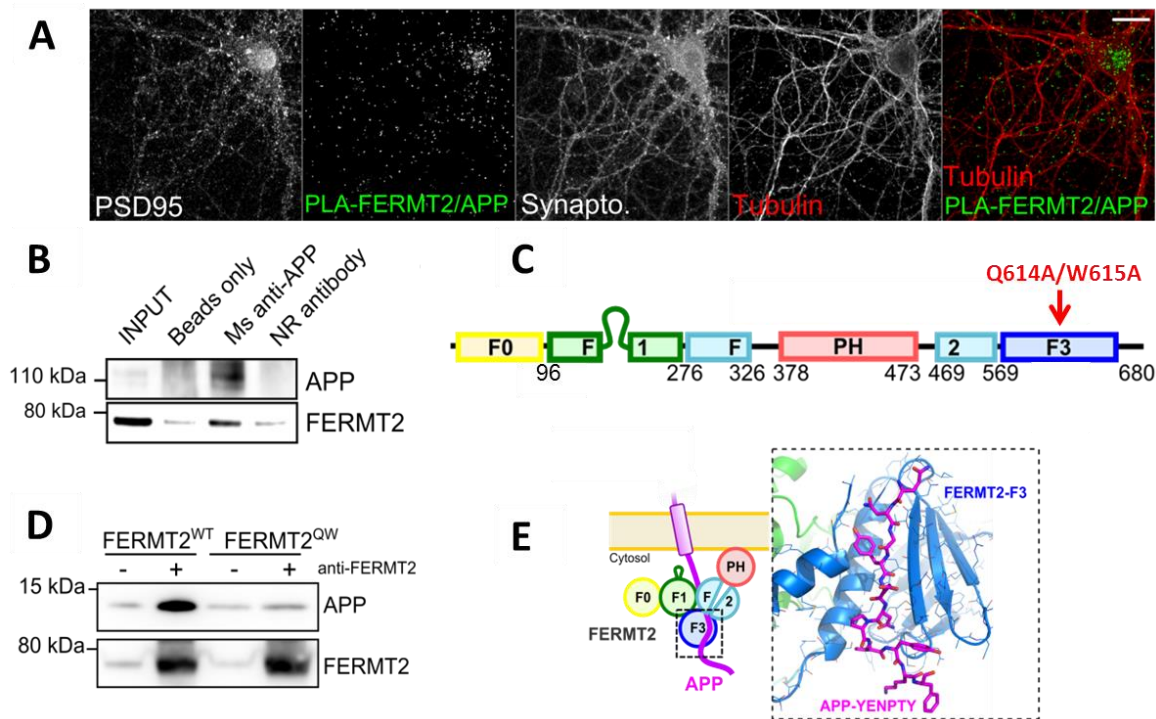 A
PSD95
PLA-FERMT2/APP
Synapto.
Tubulin
Tubulin
PLA-FERMT2/APP
B
INPUT
Beads only
Ms anti-APP
NR antibody
110 kDa
APP
80 kDa
FERMT2
C
Q614A/W615A
F0 F 1 F PH 2 F3
96 276 326 378 473 469 569 680
D
FERMT2WT FERMT2QW
- + - + anti-FERMT2
15 kDa
APP
80 kDa
FERMT2
E
Cytosol
PH
F0 F1 F 2
FERMT2
F3
APP
FERMT2-F3
APP-YENPTY